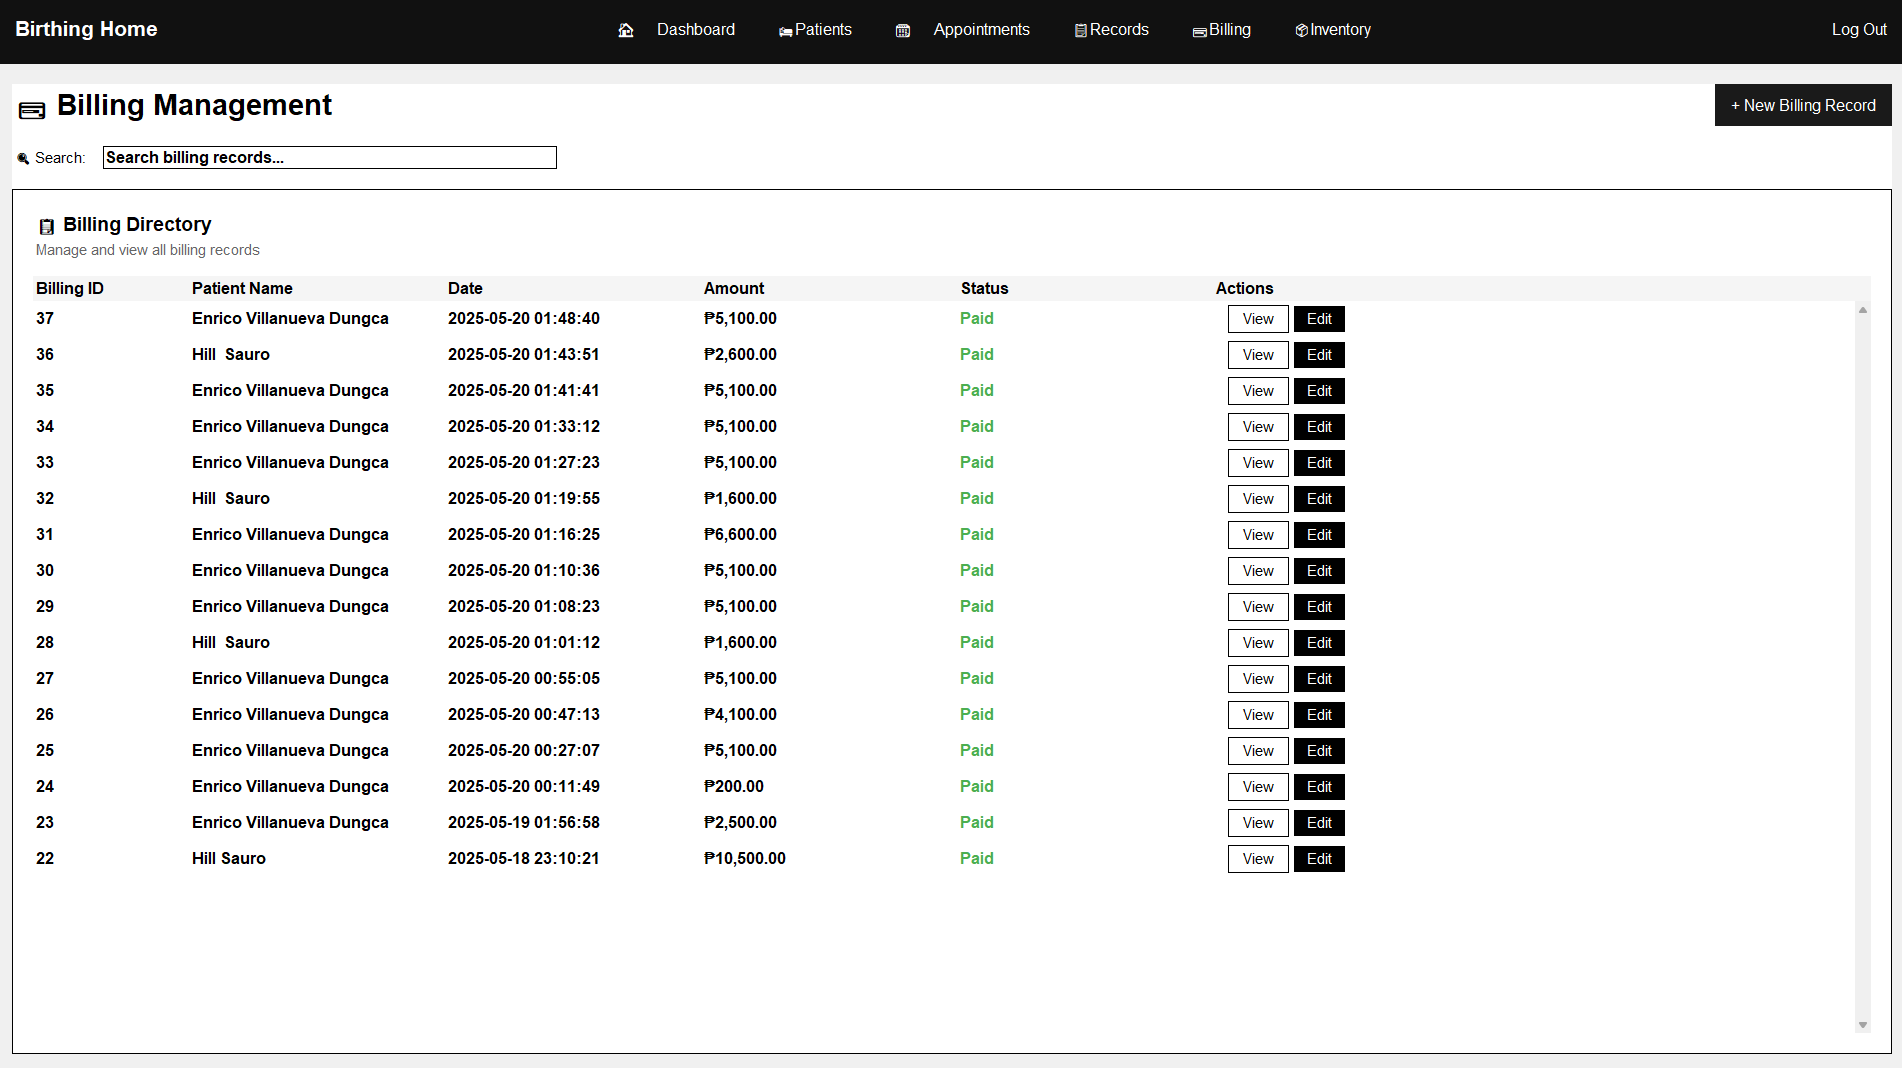 Birthing Home Dashboard Patients Appointments Records Billing Inventory Log Out
Billing Management + New Billing Record
Search: Search billing records...
Billing Directory
Manage and view all billing records
Billing ID Patient Name Date Amount Status Actions
37 Enrico Villanueva Dungca 2025-05-20 01:48:40 ₱5,100.00 Paid View Edit
36 Hill  Sauro 2025-05-20 01:43:51 ₱2,600.00 Paid View Edit
35 Enrico Villanueva Dungca 2025-05-20 01:41:41 ₱5,100.00 Paid View Edit
34 Enrico Villanueva Dungca 2025-05-20 01:33:12 ₱5,100.00 Paid View Edit
33 Enrico Villanueva Dungca 2025-05-20 01:27:23 ₱5,100.00 Paid View Edit
32 Hill  Sauro 2025-05-20 01:19:55 ₱1,600.00 Paid View Edit
31 Enrico Villanueva Dungca 2025-05-20 01:16:25 ₱6,600.00 Paid View Edit
30 Enrico Villanueva Dungca 2025-05-20 01:10:36 ₱5,100.00 Paid View Edit
29 Enrico Villanueva Dungca 2025-05-20 01:08:23 ₱5,100.00 Paid View Edit
28 Hill  Sauro 2025-05-20 01:01:12 ₱1,600.00 Paid View Edit
27 Enrico Villanueva Dungca 2025-05-20 00:55:05 ₱5,100.00 Paid View Edit
26 Enrico Villanueva Dungca 2025-05-20 00:47:13 ₱4,100.00 Paid View Edit
25 Enrico Villanueva Dungca 2025-05-20 00:27:07 ₱5,100.00 Paid View Edit
24 Enrico Villanueva Dungca 2025-05-20 00:11:49 ₱200.00 Paid View Edit
23 Enrico Villanueva Dungca 2025-05-19 01:56:58 ₱2,500.00 Paid View Edit
22 Hill Sauro 2025-05-18 23:10:21 ₱10,500.00 Paid View Edit